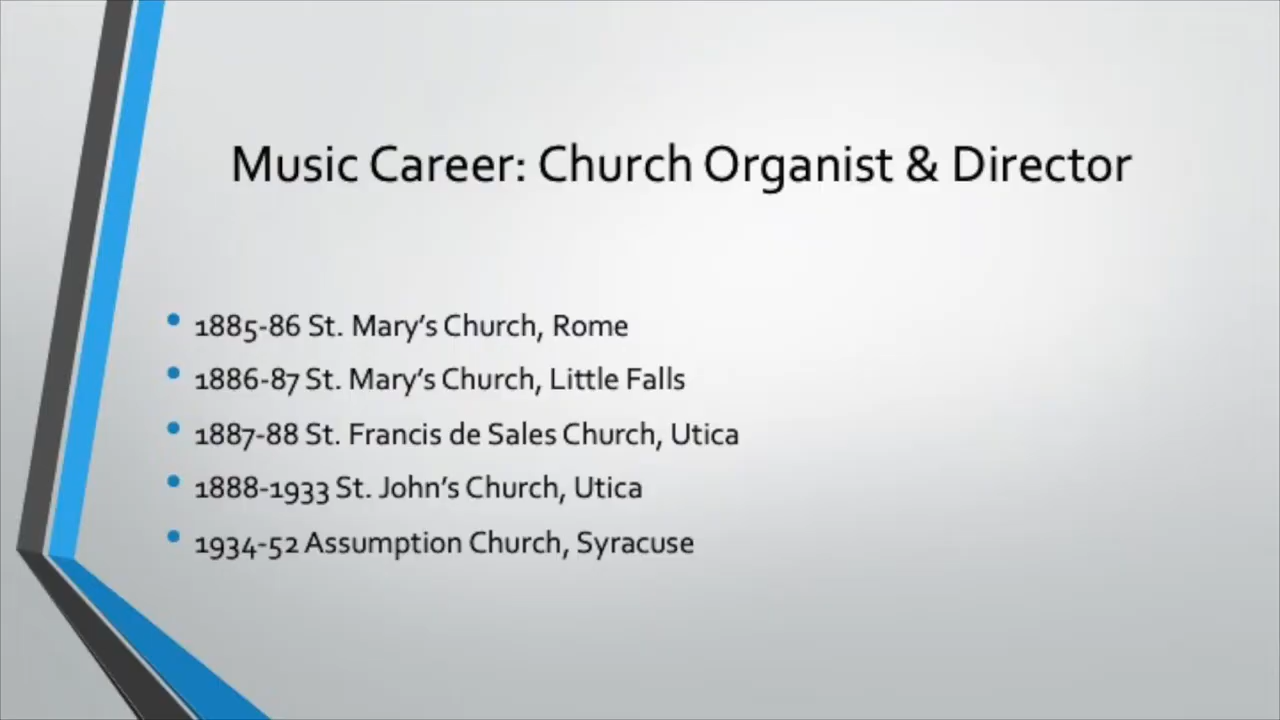 Music Career: Church Organist & Director
• 1885-86 St. Mary’s Church, Rome
• 1886-87 St. Mary’s Church, Little Falls
• 1887-88 St. Francis de Sales Church, Utica
• 1888-1933 St. John’s Church, Utica
• 1934-52 Assumption Church, Syracuse